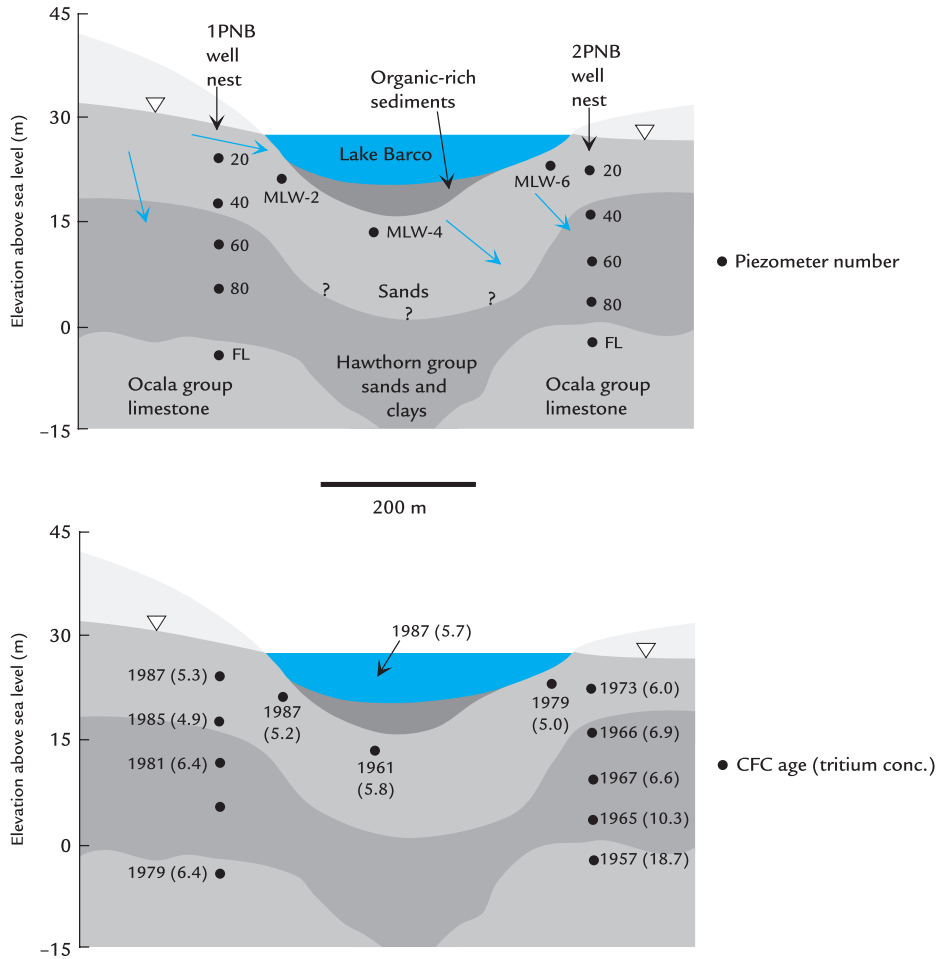 45
30
15
0
−15
Elevation above sea level (m)
1PNB
well
nest
2PNB
well
nest
Organic-rich
sediments
Lake Barco
20
MLW-2
MLW-6
20
40
MLW-4
40
60
60
80
?
Sands
?
?
80
FL
FL
Hawthorn group
sands and
clays
Ocala group
limestone
Ocala group
limestone
Piezometer number
200 m
45
30
15
0
−15
Elevation above sea level (m)
1987 (5.7)
1987 (5.3)
1987
(5.2)
1979
(5.0)
1973 (6.0)
1985 (4.9)
1966 (6.9)
1981 (6.4)
1961
(5.8)
1967 (6.6)
1965 (10.3)
1979 (6.4)
1957 (18.7)
CFC age (tritium conc.)